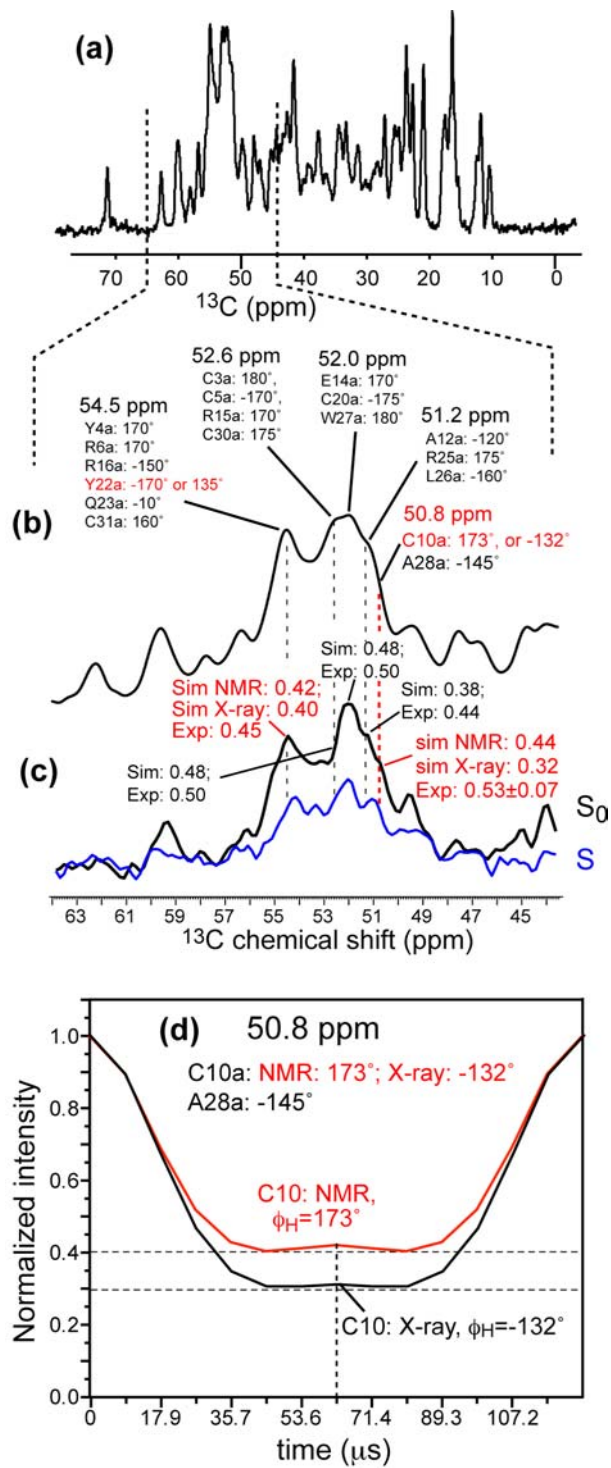 (a)
70 60 50 40 30 20 10 0
13C (ppm)
52.6 ppm
C3a: 180˚,
C5a: -170˚,
R15a: 170˚
C30a: 175˚
52.0 ppm
E14a: 170˚
C20a: -175˚
W27a: 180˚
54.5 ppm
Y4a: 170˚
R6a: 170˚
R16a: -150˚
Y22a: -170˚ or 135˚
Q23a: -10˚
C31a: 160˚
51.2 ppm
A12a: -120˚
R25a: 175˚
L26a: -160˚
(b)
50.8 ppm
C10a: 173˚, or -132˚
A28a: -145˚
Sim: 0.48;
Exp: 0.50
Sim NMR: 0.42;
Sim X-ray: 0.40
Exp: 0.45
Sim: 0.38;
Exp: 0.44
(c)
Sim: 0.48;
Exp: 0.50
sim NMR: 0.44
sim X-ray: 0.32
Exp: 0.53±0.07
S0
S
63 61 59 57 55 53 51 49 47 45
13C chemical shift (ppm)
(d) 50.8 ppm
C10a: NMR: 173˚; X-ray: -132˚
A28a: -145˚
C10: NMR,
ϕH=173˚
C10: X-ray, ϕH=-132˚
Normalized intensity
1.0
0.8
0.6
0.4
0.2
0.0
0 17.9 35.7 53.6 71.4 89.3 107.2
time (μs)